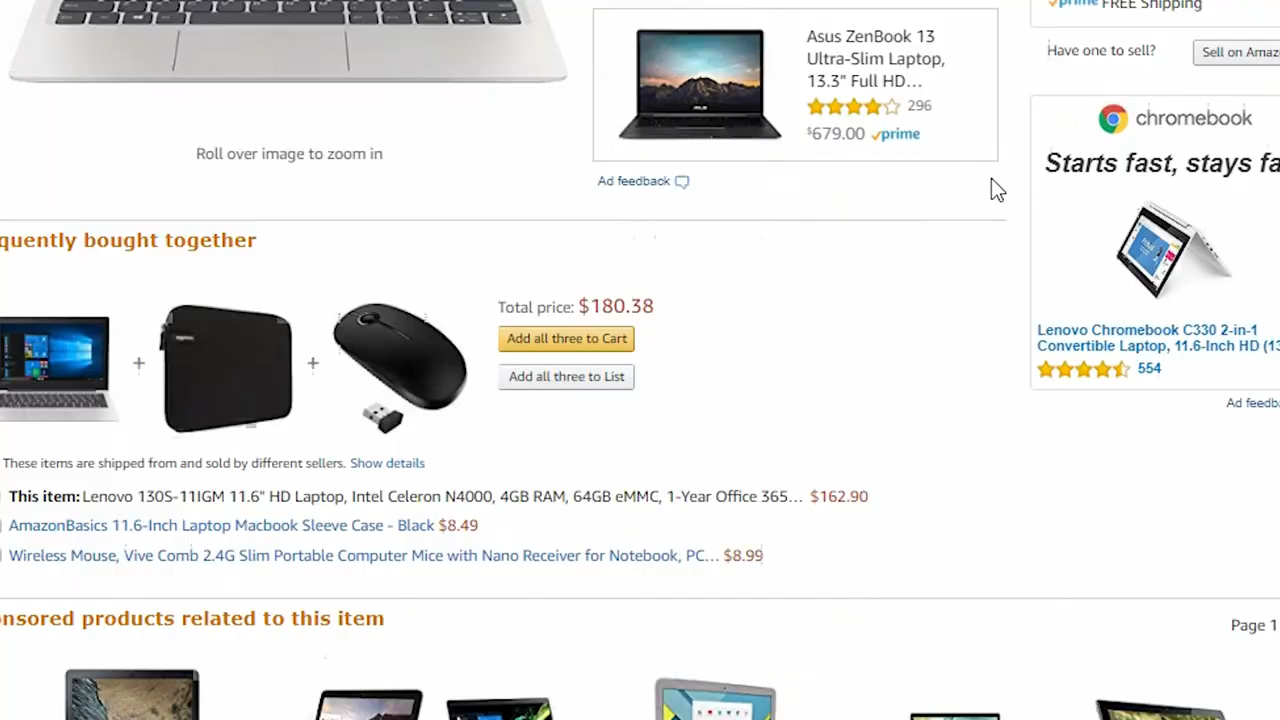 prime FREE Shipping
Asus ZenBook 13
Ultra-Slim Laptop,
13.3" Full HD...
296
$679.00 prime
Have one to sell?
Sell on Amaz
chromebook
Starts fast, stays fa
Roll over image to zoom in
Ad feedback
quently bought together
Total price: $180.38
Add all three to Cart
Add all three to List
Lenovo Chromebook C330 2-in-1
Convertible Laptop, 11.6-Inch HD (13
554
Ad feedba
These items are shipped from and sold by different sellers. Show details
This item: Lenovo 130S-11IGM 11.6" HD Laptop, Intel Celeron N4000, 4GB RAM, 64GB eMMC, 1-Year Office 365... $162.90
AmazonBasics 11.6-Inch Laptop Macbook Sleeve Case - Black $8.49
Wireless Mouse, Vive Comb 2.4G Slim Portable Computer Mice with Nano Receiver for Notebook, PC... $8.99
nsored products related to this item
Page 1